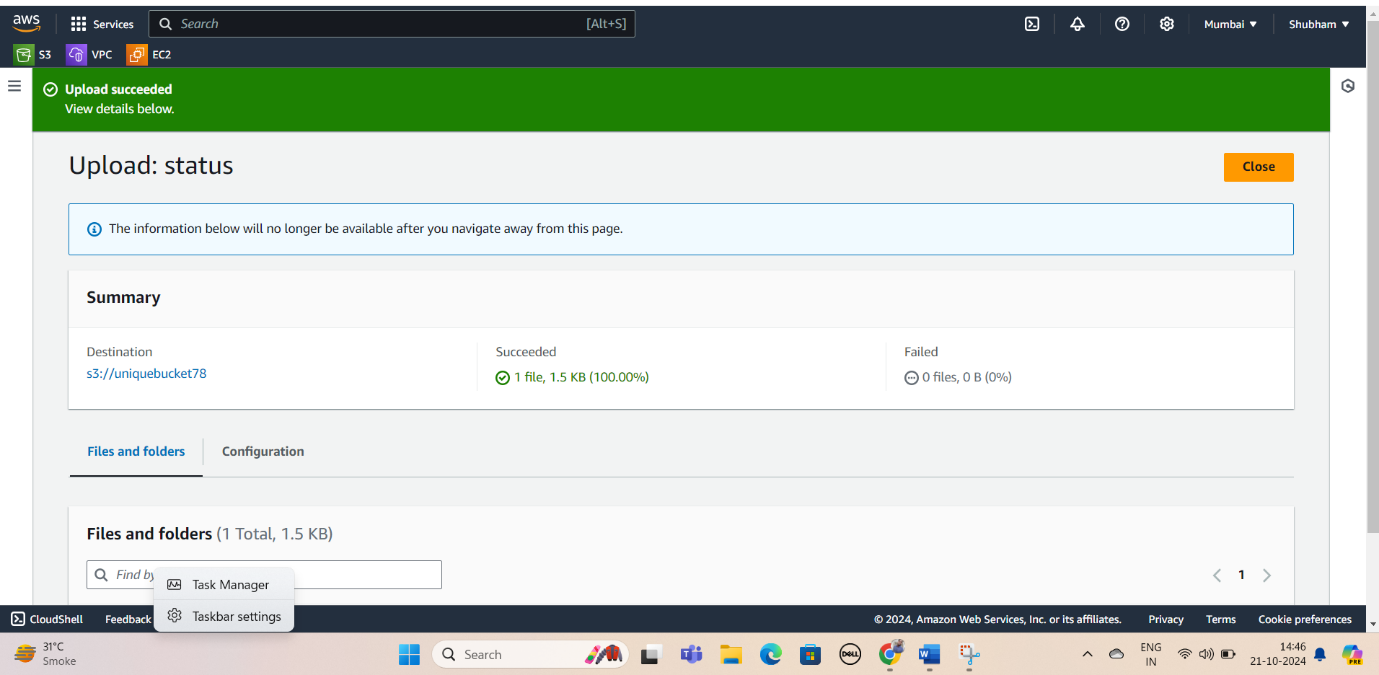 aws
Services
Search [Alt+S]
Mumbai ▼
Shubham ▼
S3
VPC
EC2
Upload succeeded
View details below.
Upload: status
Close
The information below will no longer be available after you navigate away from this page.
Summary
Destination
s3://uniquebucket78
Succeeded
1 file, 1.5 KB (100.00%)
Failed
0 files, 0 B (0%)
Files and folders
Configuration
Files and folders (1 Total, 1.5 KB)
Find by
1
Task Manager
Taskbar settings
CloudShell
Feedback
© 2024, Amazon Web Services, Inc. or its affiliates.
Privacy
Terms
Cookie preferences
31°C
Smoke
Search
DELL
W
ENG
IN
14:46
21-10-2024
PRE